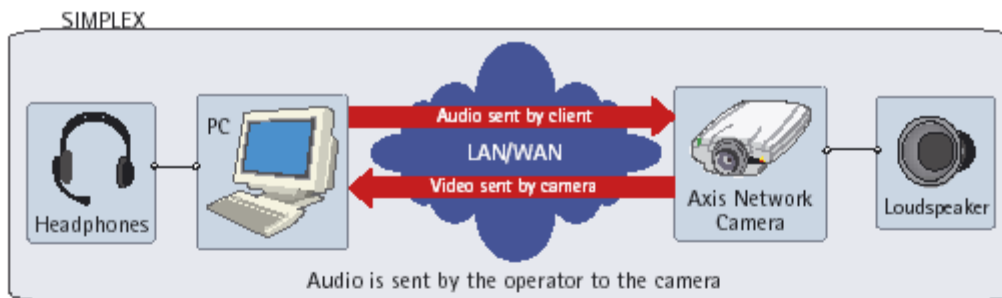 SIMPLEX
PC
Audio sent by client
LAN/WAN
Video sent by camera
Headphones
Axis Network
Camera
Loudspeaker
Audio is sent by the operator to the camera